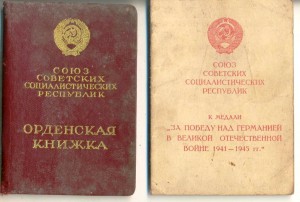 СОЮЗ
СОВЕТСКИХ
СОЦИАЛИСТИЧЕСКИХ
РЕСПУБЛИК
ОРДЕНСКАЯ
КНИЖКА
СОЮЗ
СОВЕТСКИХ
СОЦИАЛИСТИЧЕСКИХ
РЕСПУБЛИК
К МЕДАЛИ
„ЗА ПОБЕДУ НАД ГЕРМАНИЕЙ
В ВЕЛИКОЙ ОТЕЧЕСТВЕННОЙ
ВОЙНЕ 1941—1945 гг."